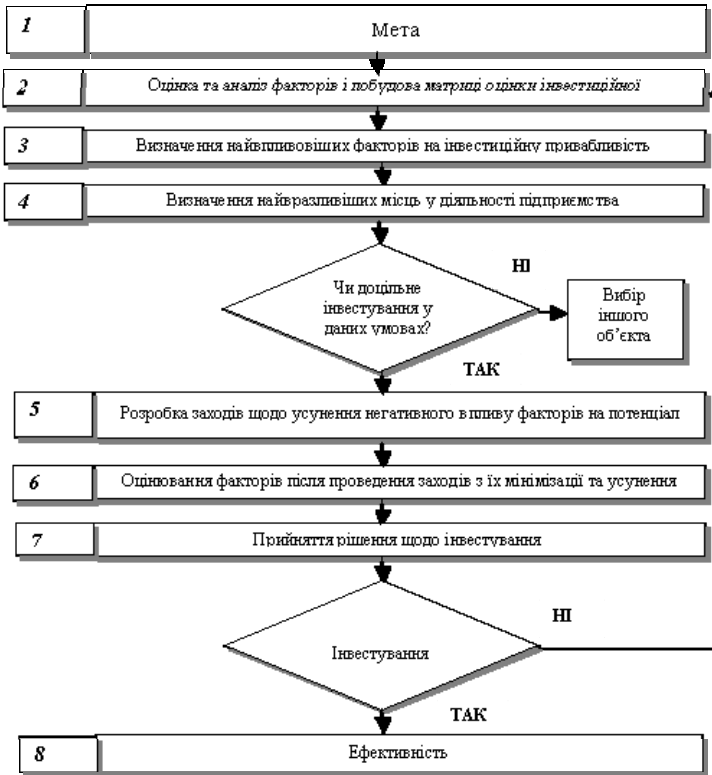 1 Мета
2 Оцінка та аналіз факторів і побудова матриці оцінки інвестиційної
3 Визначення найвпливовіших факторів на інвестиційну привабливість
4 Визначення найвразливіших місць у діяльності підприємства
НІ
Чи доцільне
інвестування у
даних умовах?
Вибір
іншого
об’єкта
ТАК
5 Розробка заходів щодо усунення негативного впливу факторів на потенціал
6 Оцінювання факторів після проведення заходів з їх мінімізації та усунення
7 Прийняття рішення щодо інвестування
НІ
Інвестування
ТАК
8 Ефективність